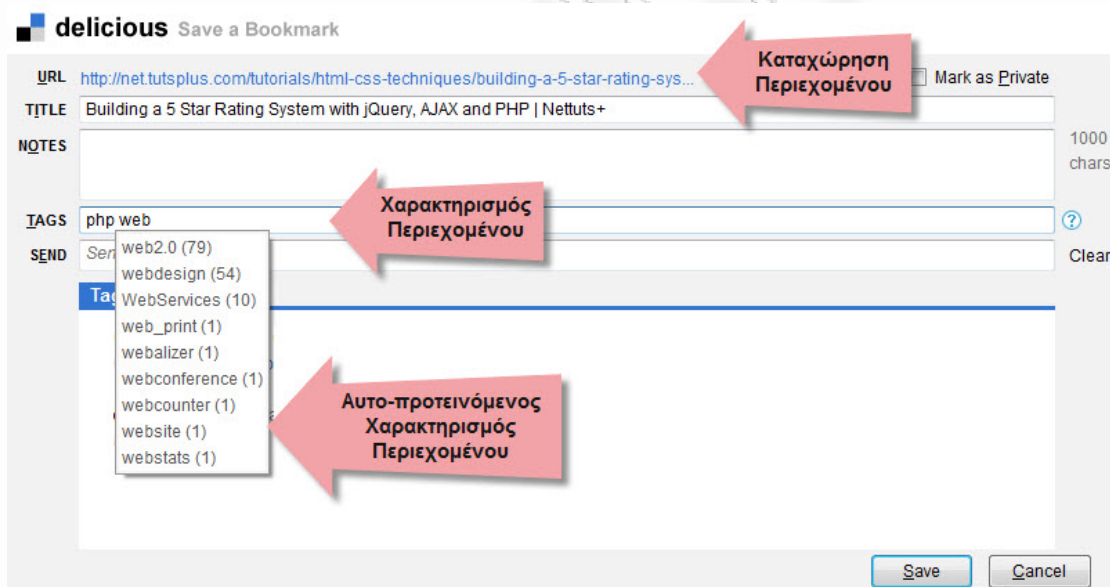 delicious Save a Bookmark
Καταχώρηση
Περιεχομένου
URL http://net.tutsplus.com/tutorials/html-css-techniques/building-a-5-star-rating-sys... Mark as Private
TITLE Building a 5 Star Rating System with jQuery, AJAX and PHP | Nettuts+
NOTES
1000
chars
Χαρακτηρισμός
Περιεχομένου
TAGS php web
SEND Sen Clear
web2.0 (79)
webdesign (54)
Tag
WebServices (10)
web_print (1)
webalizer (1)
webconference (1)
webcounter (1)
website (1)
webstats (1)
Αυτο-προτεινόμενος
Χαρακτηρισμός
Περιεχομένου
Save Cancel